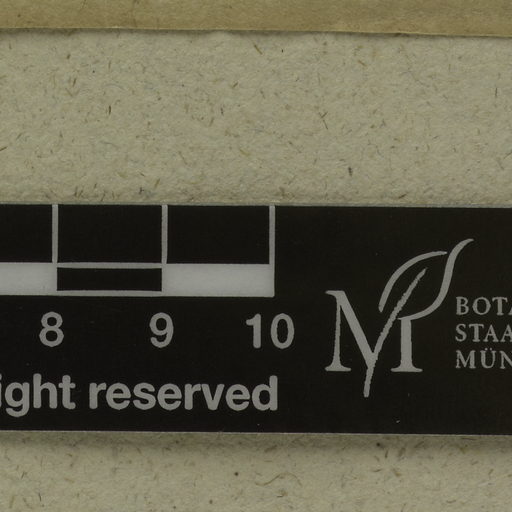 8 9 10
ight reserved
M
BOTA
STAA
MÜN